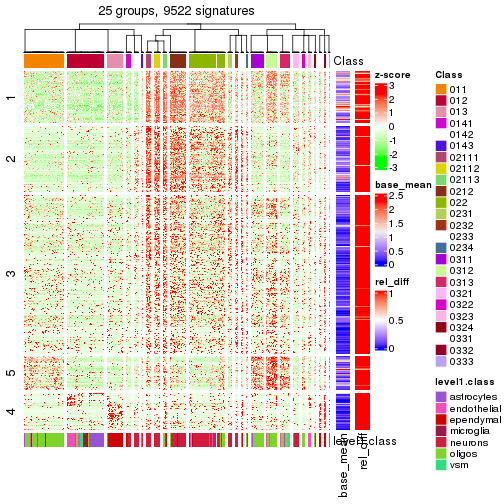 25 groups, 9522 signatures
Class
1
2
3
5
4
level1.class
base_mean
rel_diff
z-score
3
2
1
0
-1
-2
-3
base_mean
2.5
2
1.5
1
0.5
0
rel_diff
1
0.5
0
Class
011
012
013
0141
0142
0143
02111
02112
02113
0212
022
0231
0232
0233
0234
0311
0312
0313
0321
0322
0323
0324
0331
0332
0333
level1.class
astrocytes
endothelial
ependymal
microglia
neurons
oligos
vsm